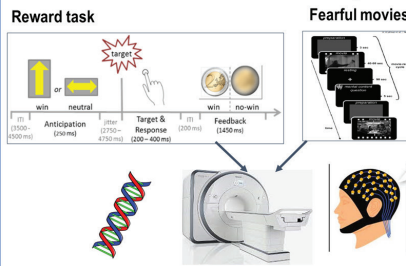 Reward task
Fearful movies
target
or
win
neutral
win
no-win
ITI
(3500-
4500 ms)
Anticipation
(250 ms)
jitter
(2750-
4750 ms)
Target &
Response
(200 – 400 ms)
ITI
(200 ms)
Feedback
(1450 ms)